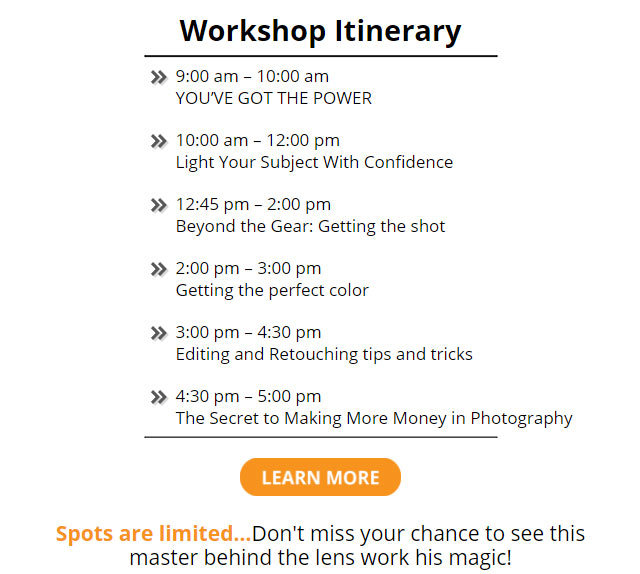 Workshop Itinerary
9:00 am – 10:00 am
YOU’VE GOT THE POWER
10:00 am – 12:00 pm
Light Your Subject With Confidence
12:45 pm – 2:00 pm
Beyond the Gear: Getting the shot
2:00 pm – 3:00 pm
Getting the perfect color
3:00 pm – 4:30 pm
Editing and Retouching tips and tricks
4:30 pm – 5:00 pm
The Secret to Making More Money in Photography
LEARN MORE
Spots are limited...Don't miss your chance to see this
master behind the lens work his magic!